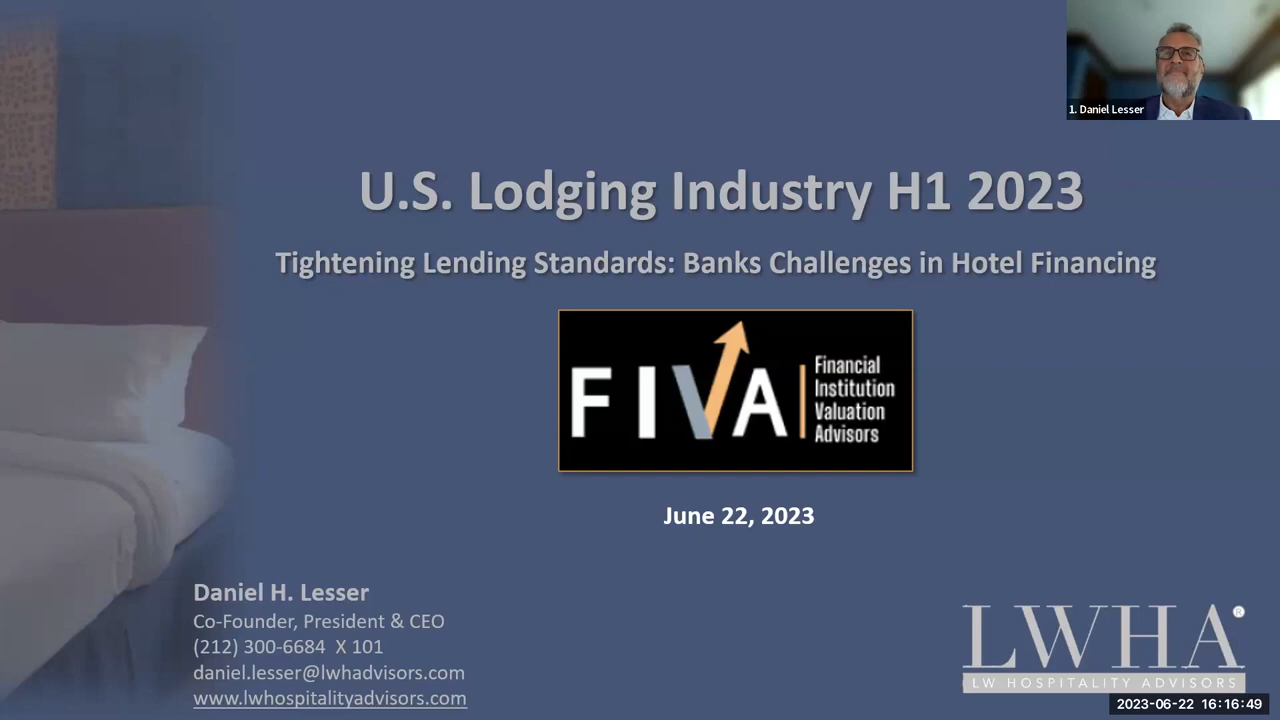 1. Daniel Lesser
U.S. Lodging Industry H1 2023
Tightening Lending Standards: Banks Challenges in Hotel Financing
FIVA
Financial
Institution
Valuation
Advisors
June 22, 2023
Daniel H. Lesser
Co-Founder, President & CEO
(212) 300-6684 X 101
daniel.lesser@lwhadvisors.com
www.lwhospitalityadvisors.com
LWHA®
LW HOSPITALITY ADVISORS
2023-06-22 16:16:49